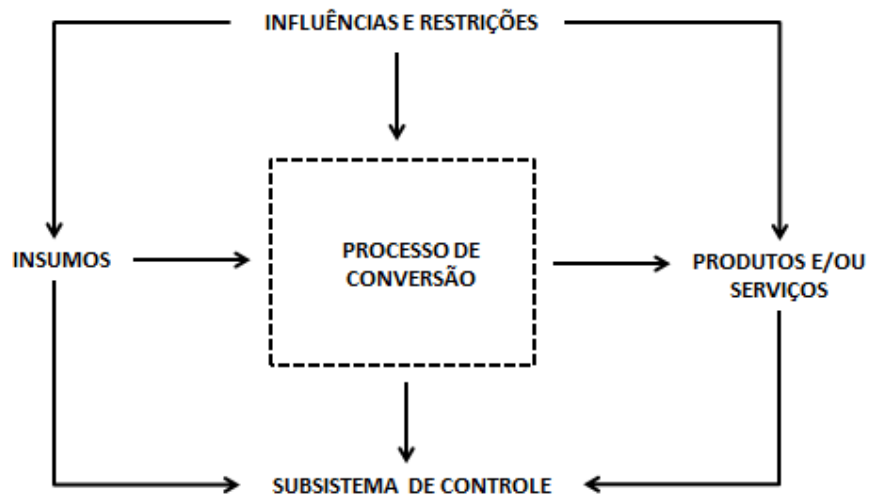 INFLUÊNCIAS E RESTRIÇÕES
INSUMOS
PROCESSO DE
CONVERSÃO
PRODUTOS E/OU
SERVIÇOS
SUBSISTEMA DE CONTROLE